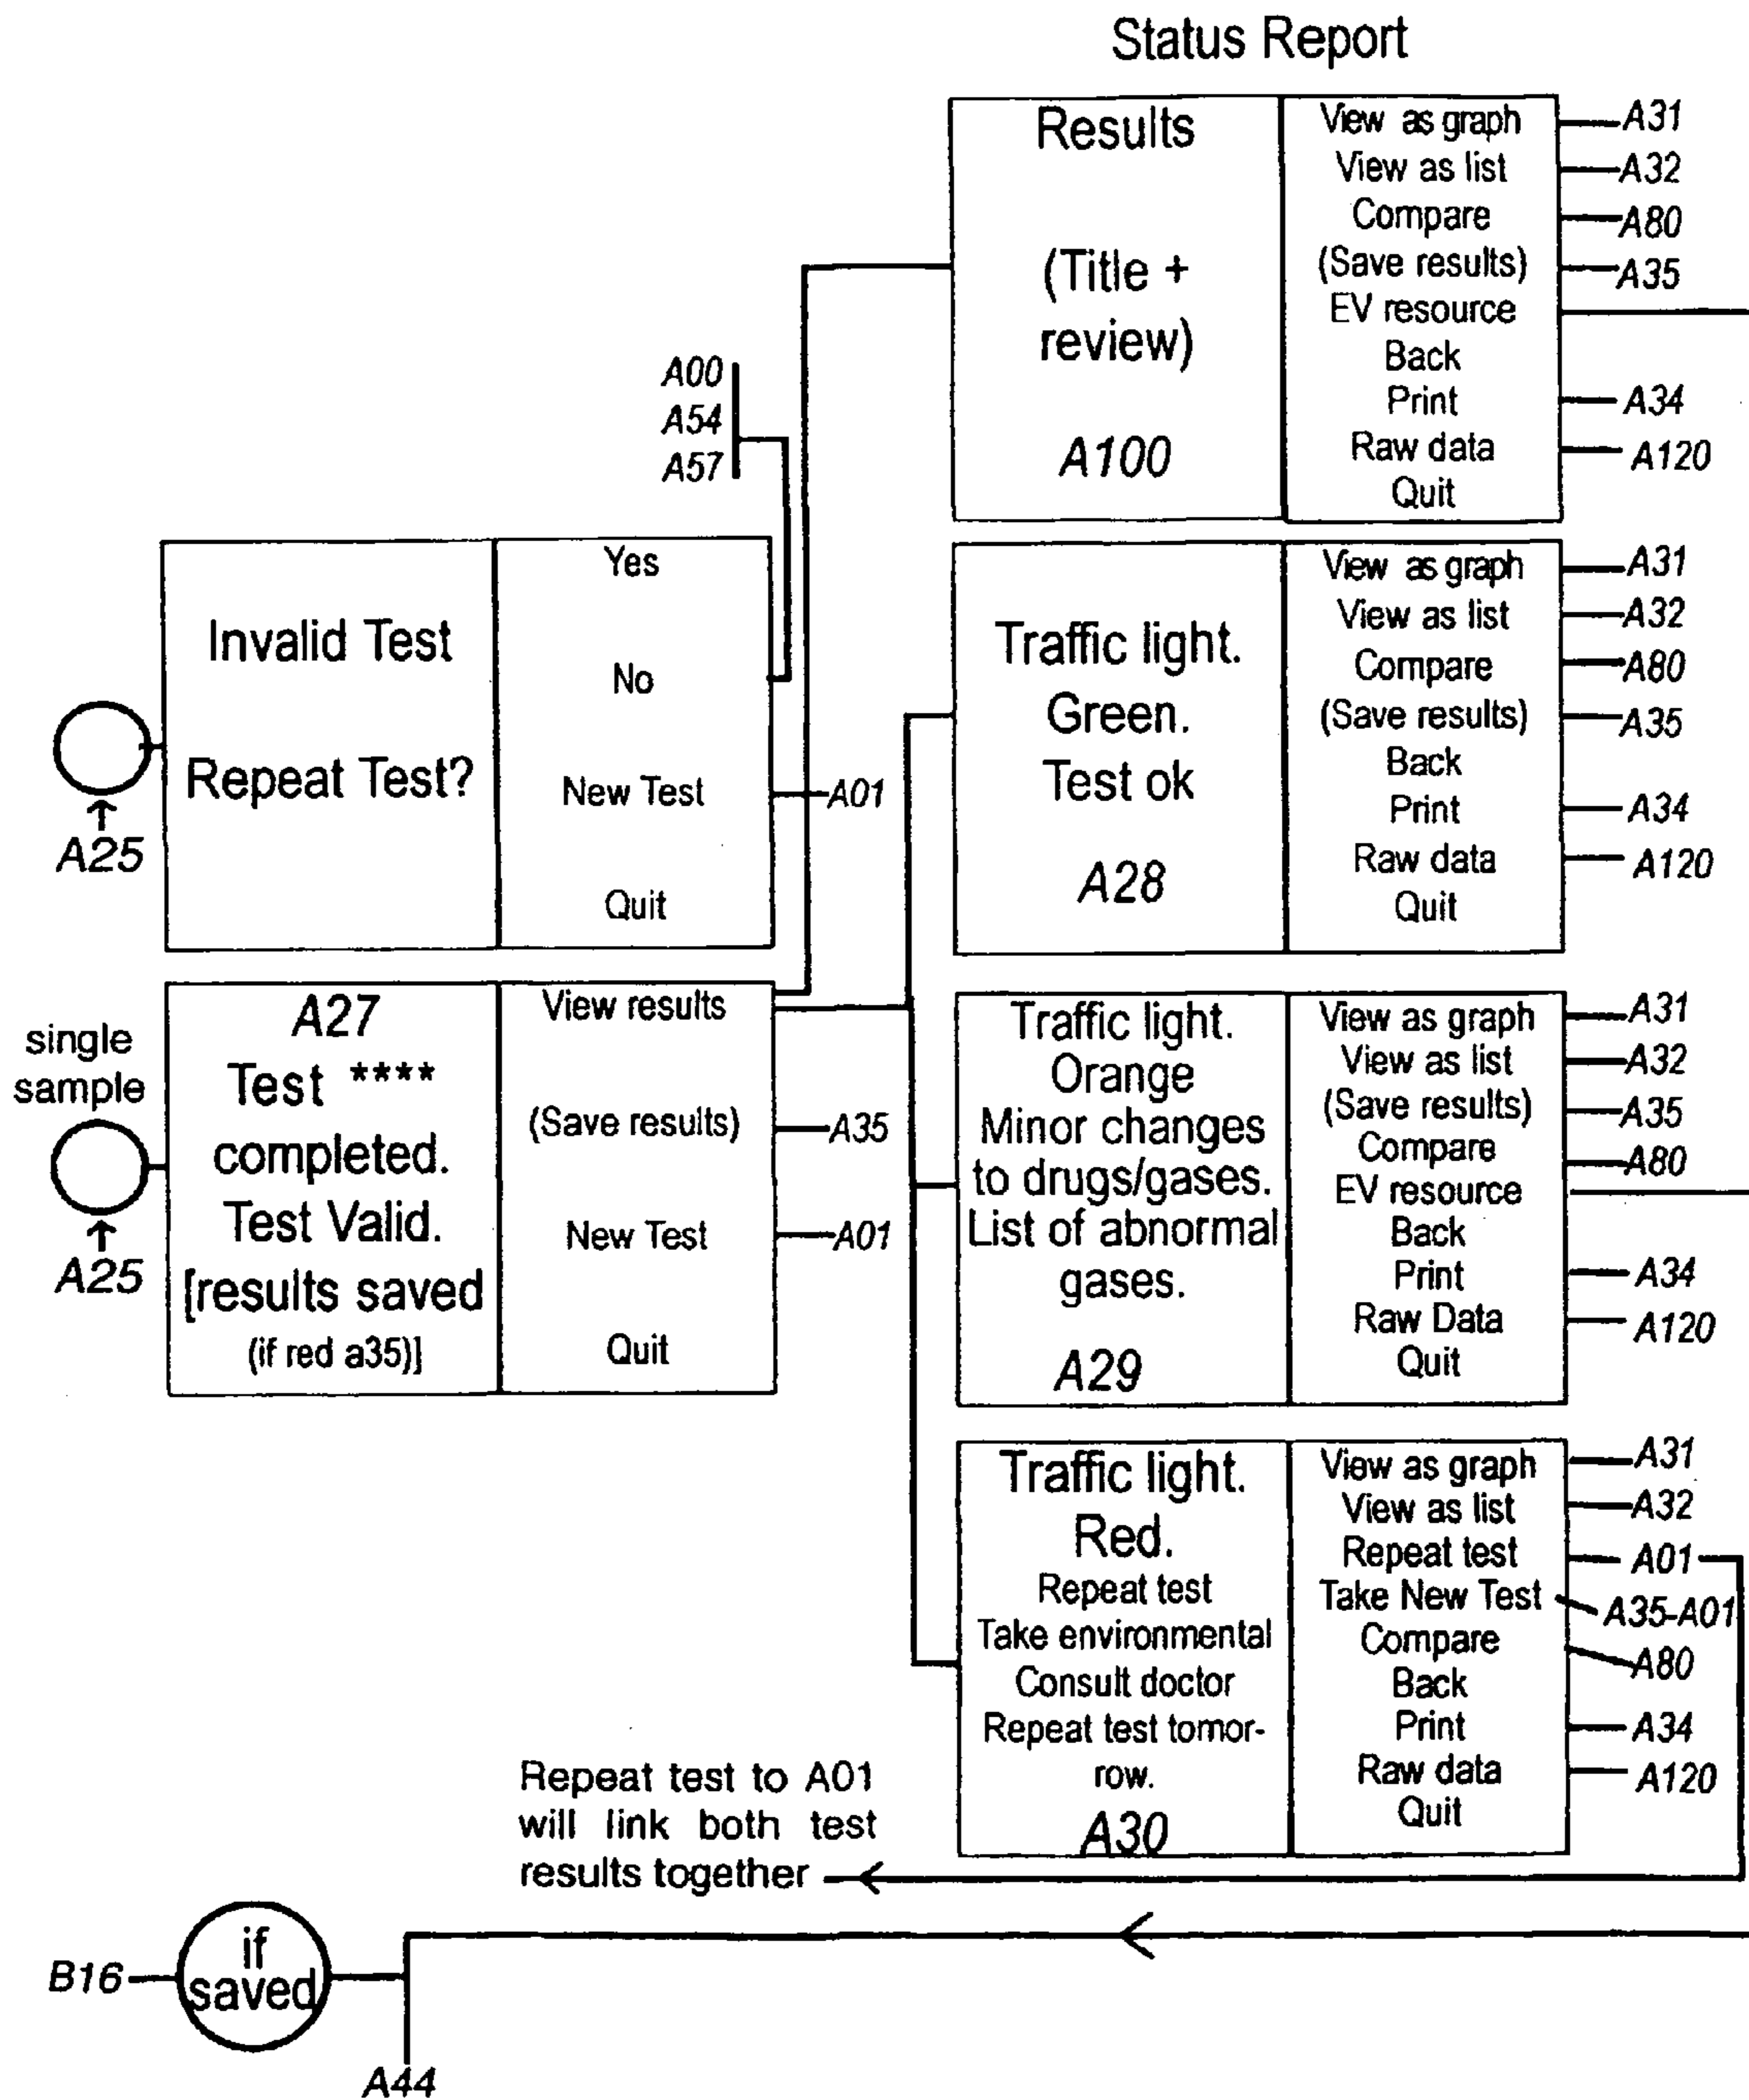 Status Report
Results
(Title +
review)
A100
View as graph
A31
View as list
A32
Compare
A80
(Save results)
A35
EV resource
Back
Print
A34
Raw data
A120
Quit
A00
A54
A57
Invalid Test
Repeat Test?
Yes
No
New Test
A01
Quit
A25
Traffic light.
Green.
Test ok
A28
View as graph
A31
View as list
A32
Compare
A80
(Save results)
A35
Back
Print
A34
Raw data
A120
Quit
single
sample
A25
A27
Test ****
completed.
Test Valid.
[results saved
(if red a35)]
View results
(Save results)
A35
New Test
A01
Quit
Traffic light.
Orange
Minor changes
to drugs/gases.
List of abnormal
gases.
A29
View as graph
A31
View as list
A32
(Save results)
A35
Compare
A80
EV resource
Back
Print
A34
Raw Data
A120
Quit
Traffic light.
Red.
Repeat test
Take environmental
Consult doctor
Repeat test tomor-
row.
A30
View as graph
A31
View as list
A32
Repeat test
A01
Take New Test
A35-A01
Compare
A80
Back
Print
A34
Raw data
A120
Quit
Repeat test to A01
will link both test
results together
B16
if
saved
A44